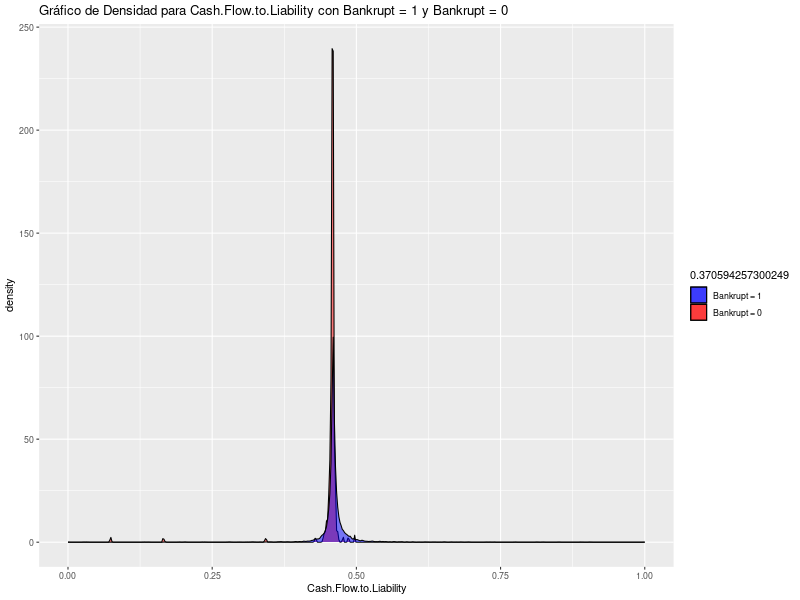 Gráfico de Densidad para Cash.Flow.to.Liability con Bankrupt = 1 y Bankrupt = 0
250
200
150
100
50
0
density
0.00
0.25
0.50
0.75
1.00
Cash.Flow.to.Liability
0.370594257300249
Bankrupt = 1
Bankrupt = 0